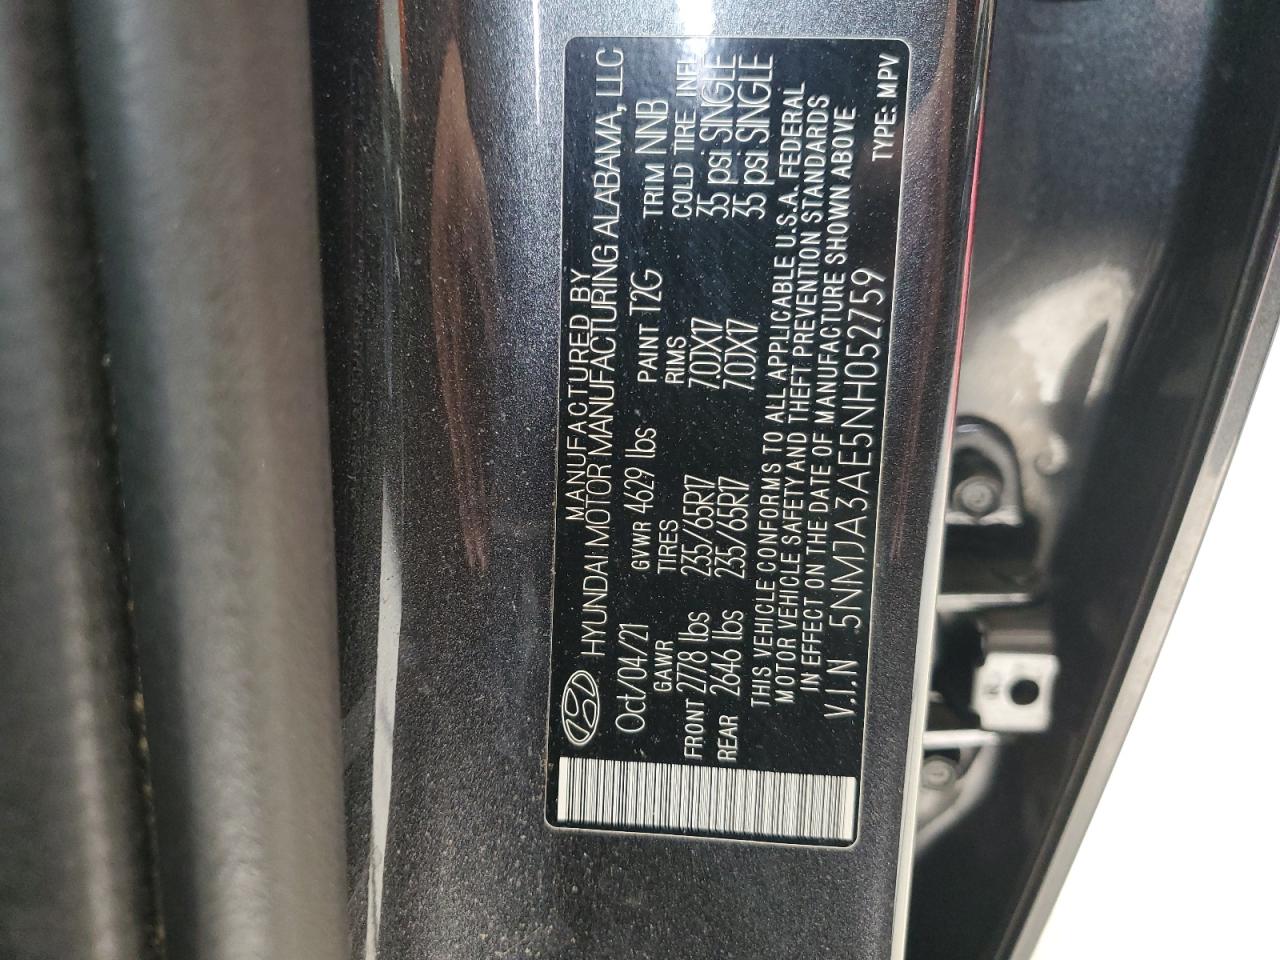 MANUFACTURED BY
HYUNDAI MOTOR MANUFACTURING ALABAMA, LLC
Oct/04/21 GVWR 4629 lbs PAINT T2G TRIM NNB
GAWR TIRES RIMS COLD TIRE INFL
FRONT 2778 lbs 235/65R17 7.0JX17 35 psi SINGLE
REAR 2646 lbs 235/65R17 7.0JX17 35 psi SINGLE
THIS VEHICLE CONFORMS TO ALL APPLICABLE U.S.A. FEDERAL
MOTOR VEHICLE SAFETY AND THEFT PREVENTION STANDARDS
IN EFFECT ON THE DATE OF MANUFACTURE SHOWN ABOVE
V.I.N 5NMJA3AE5NH052759 TYPE: MPV